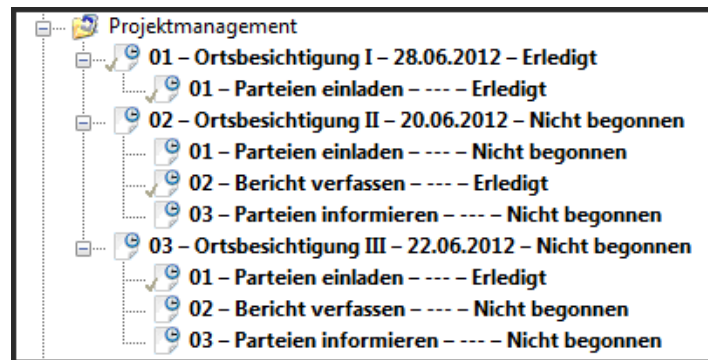 Projektmanagement
01 – Ortsbesichtigung I – 28.06.2012 – Erledigt
01 – Parteien einladen – --- – Erledigt
02 – Ortsbesichtigung II – 20.06.2012 – Nicht begonnen
01 – Parteien einladen – --- – Nicht begonnen
02 – Bericht verfassen – --- – Erledigt
03 – Parteien informieren – --- – Nicht begonnen
03 – Ortsbesichtigung III – 22.06.2012 – Nicht begonnen
01 – Parteien einladen – --- – Erledigt
02 – Bericht verfassen – --- – Nicht begonnen
03 – Parteien informieren – --- – Nicht begonnen